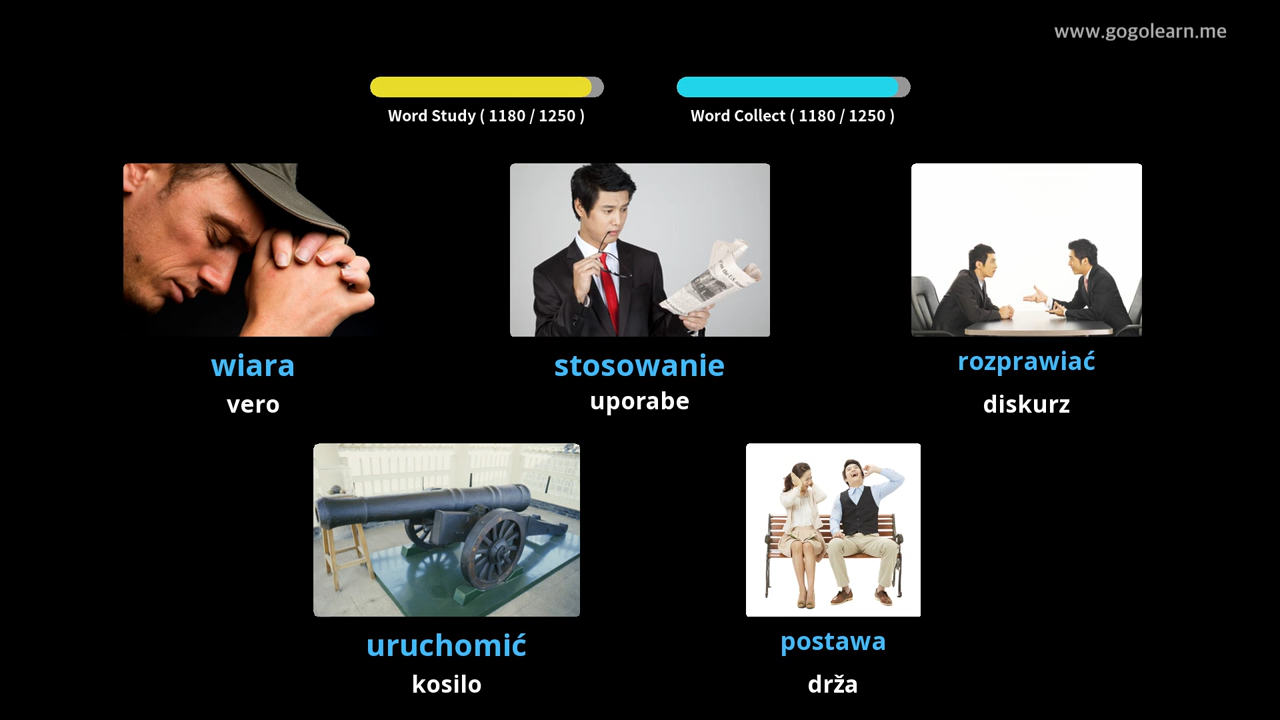 www.gogolearn.me
Word Study ( 1180 / 1250 )
Word Collect ( 1180 / 1250 )
wiara
vero
stosowanie
uporabe
rozprawiać
diskurz
uruchomić
kosilo
postawa
drža